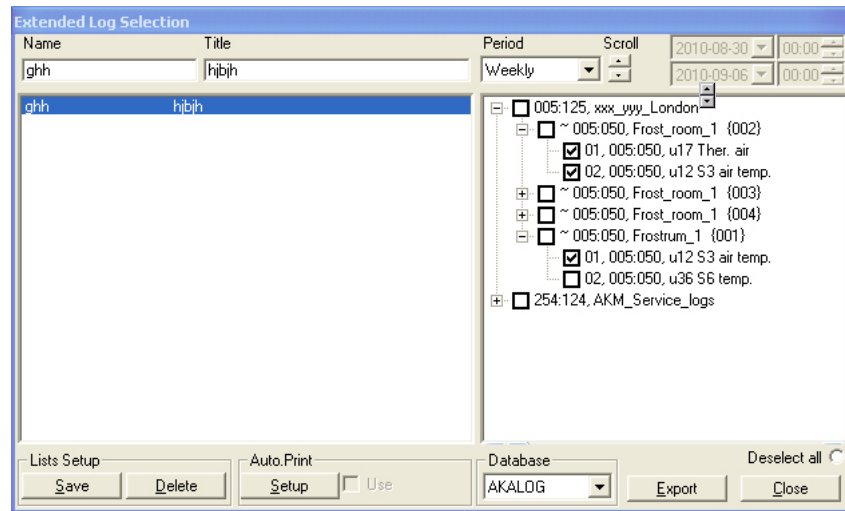 Extended Log Selection
Name Title Period Scroll 2010-08-30 00:00
ghh hjbjh Weekly 2010-09-06 00:00
ghh hjbjh
005:125, xxx_yyy_London
~ 005:050, Frost_room_1 {002}
01, 005:050, u17 Ther. air
02, 005:050, u12 S3 air temp.
~ 005:050, Frost_room_1 {003}
~ 005:050, Frost_room_1 {004}
~ 005:050, Frostrum_1 {001}
01, 005:050, u12 S3 air temp.
02, 005:050, u36 S6 temp.
254:124, AKM_Service_logs
Lists Setup Auto.Print Database Deselect all
Save Delete Setup Use AKALOG Export Close